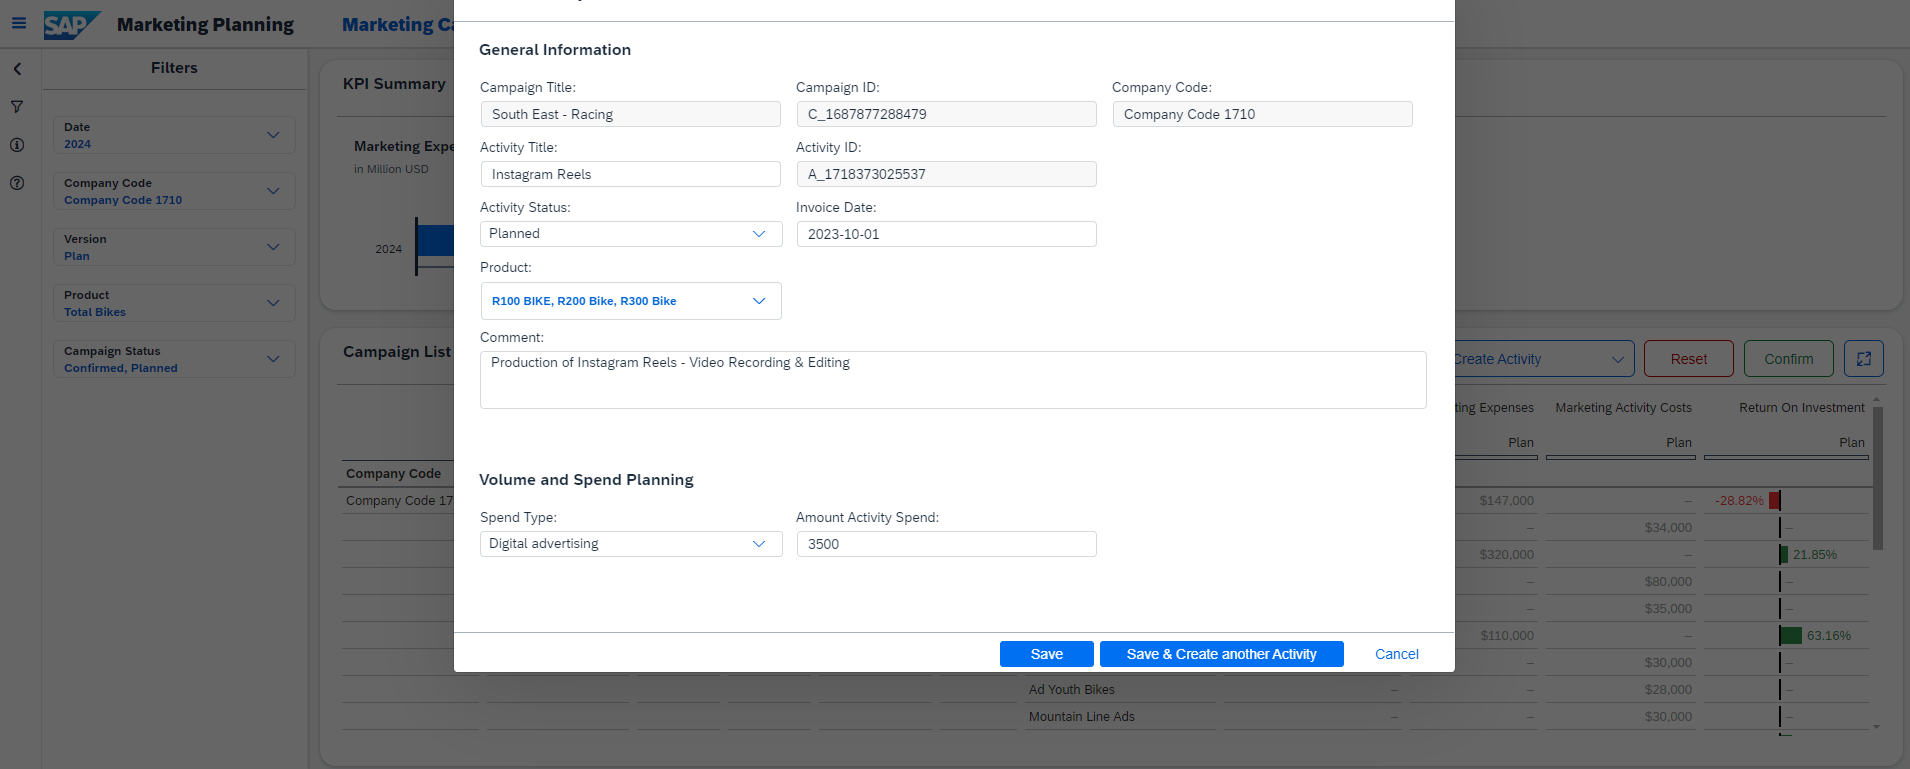 SAP
Marketing Planning
Marketing
Filters
Date
2024
Company Code
Company Code 1710
Version
Plan
Product
Total Bikes
Campaign Status
Confirmed, Planned
KPI Summary
Marketing
in Million USD
2024
Campaign List
Company Code
Company Code 17
General Information
Campaign Title:
Campaign ID:
Company Code:
South East - Racing
C_1687877288479
Company Code 1710
Activity Title:
Activity ID:
Instagram Reels
A_1718373025537
Activity Status:
Invoice Date:
Planned
2023-10-01
Product:
R100 BIKE, R200 Bike, R300 Bike
Comment:
Production of Instagram Reels - Video Recording & Editing
Volume and Spend Planning
Spend Type:
Amount Activity Spend:
Digital advertising
3500
Save
Save & Create another Activity
Cancel
Create Activity
Reset
Confirm
ting Expenses
Marketing Activity Costs
Return On Investment
Plan
Plan
Plan
$147,000 – -28.82%
– $34,000 –
$320,000 – 21.85%
– $80,000 –
– $35,000 –
$110,000 – 63.16%
– $30,000 –
Ad Youth Bikes – – $28,000 –
Mountain Line Ads – – $30,000 –